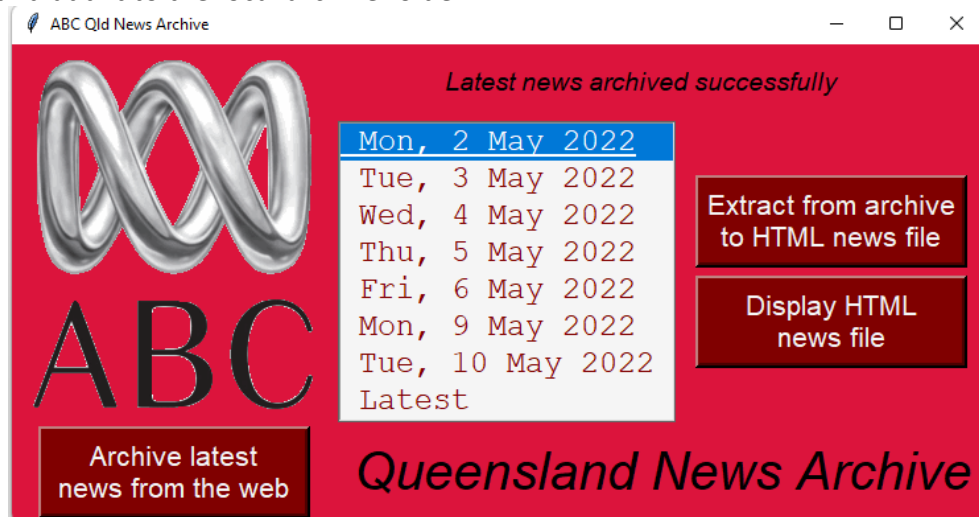 ABC Qld News Archive
Latest news archived successfully
Mon, 2 May 2022
Tue, 3 May 2022
Wed, 4 May 2022
Thu, 5 May 2022
Fri, 6 May 2022
Mon, 9 May 2022
Tue, 10 May 2022
Latest
Extract from archive
to HTML news file
Display HTML
news file
ABC
Archive latest
news from the web
Queensland News Archive